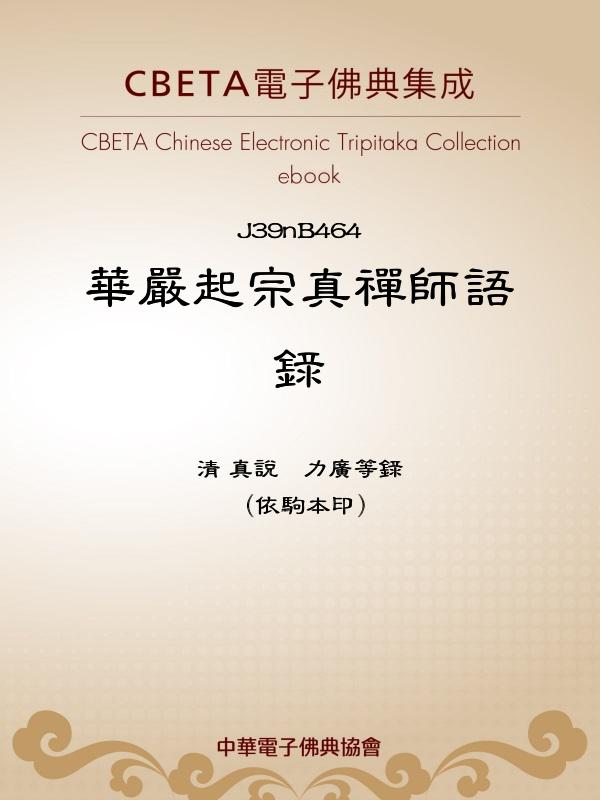 CBETA電子佛典集成
CBETA Chinese Electronic Tripitaka Collection
ebook
J39nB464
華嚴起宗真禪師語
錄
清 真說　力廣等錄
（依駒本印）
中華電子佛典協會